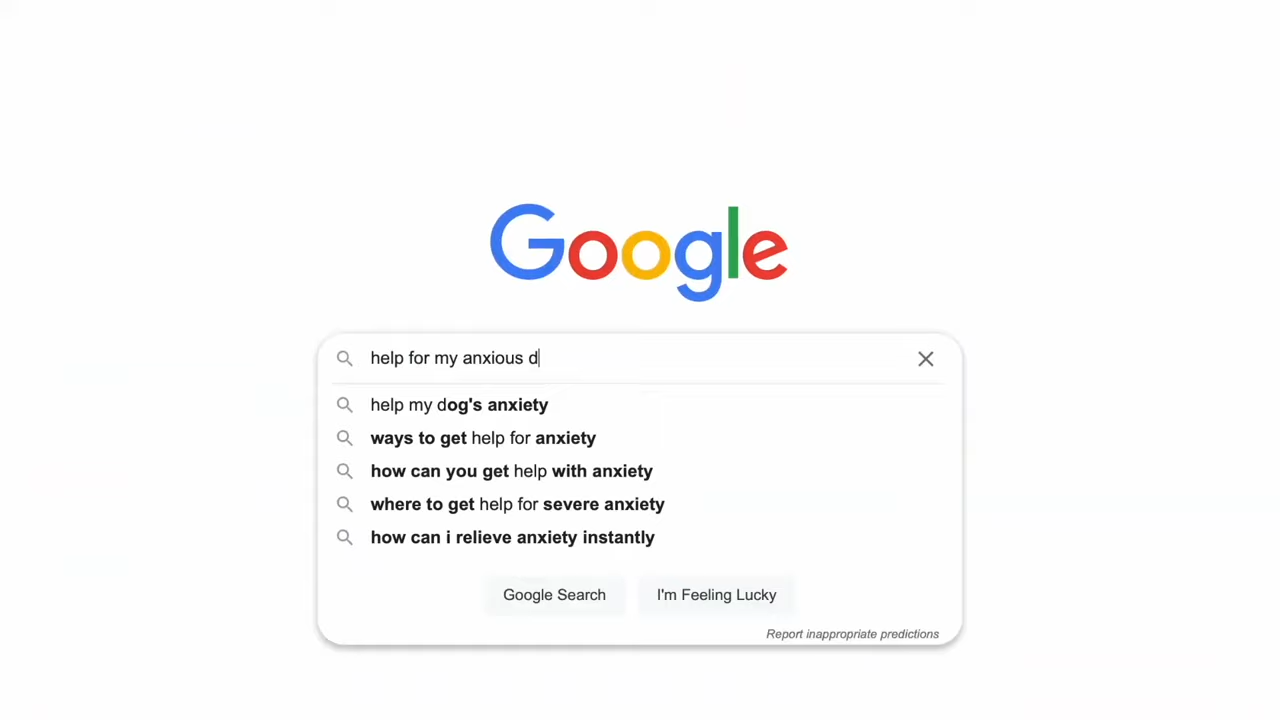 Google
help for my anxious d
help my dog's anxiety
ways to get help for anxiety
how can you get help with anxiety
where to get help for severe anxiety
how can i relieve anxiety instantly
Google Search
I'm Feeling Lucky
Report inappropriate predictions